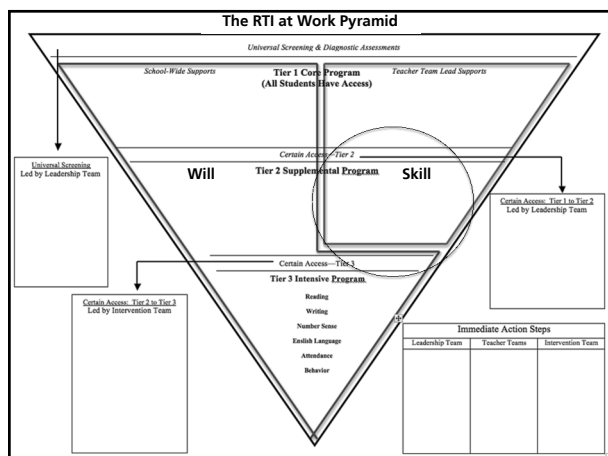 The RTI at Work Pyramid
Universal Screening & Diagnostic Assessments
School-Wide Supports
Tier 1 Core Program
(All Students Have Access)
Teacher Team Lead Supports
Certain Access—Tier 2
Will
Tier 2 Supplemental Program
Skill
Universal Screening
Led by Leadership Team
Certain Access: Tier 1 to Tier 2
Led by Leadership Team
Certain Access—Tier 3
Tier 3 Intensive Program
Reading
Writing
Number Sense
Enslish Language
Attendance
Behavior
Certain Access: Tier 2 to Tier 3
Led by Intervention Team
Immediate Action Steps
Leadership Team
Teacher Teams
Intervention Team